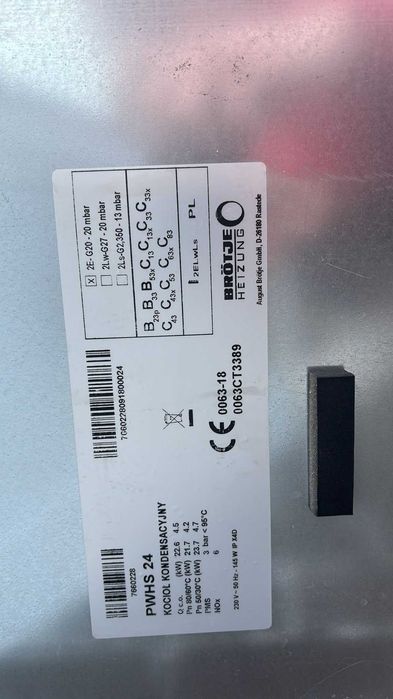 7660228
PWHS 24
KOCIOŁ KONDENSACYJNY
Q c.o. (kW) 22.6 4.5
Pn 80/60°C (kW) 21.7 4.2
Pn 50/30°C (kW) 23.7 4.7
PMS 3 bar < 95°C
NOx 6
230 V ~ 50 Hz - 145 W IP X4D
7660228091800024
CE 0063-18
0063CT3389
X 2E- G20 - 20 mbar
2Lw-G27 - 20 mbar
2Ls-G2,350 - 13 mbar
B23p B33 B53x C13 C13x C33 C33x
C43 C43x C53 C63x C83
I2ELwLs PL
BRÖTJE
HEIZUNG
August Brötje GmbH, D-26180 Rastede